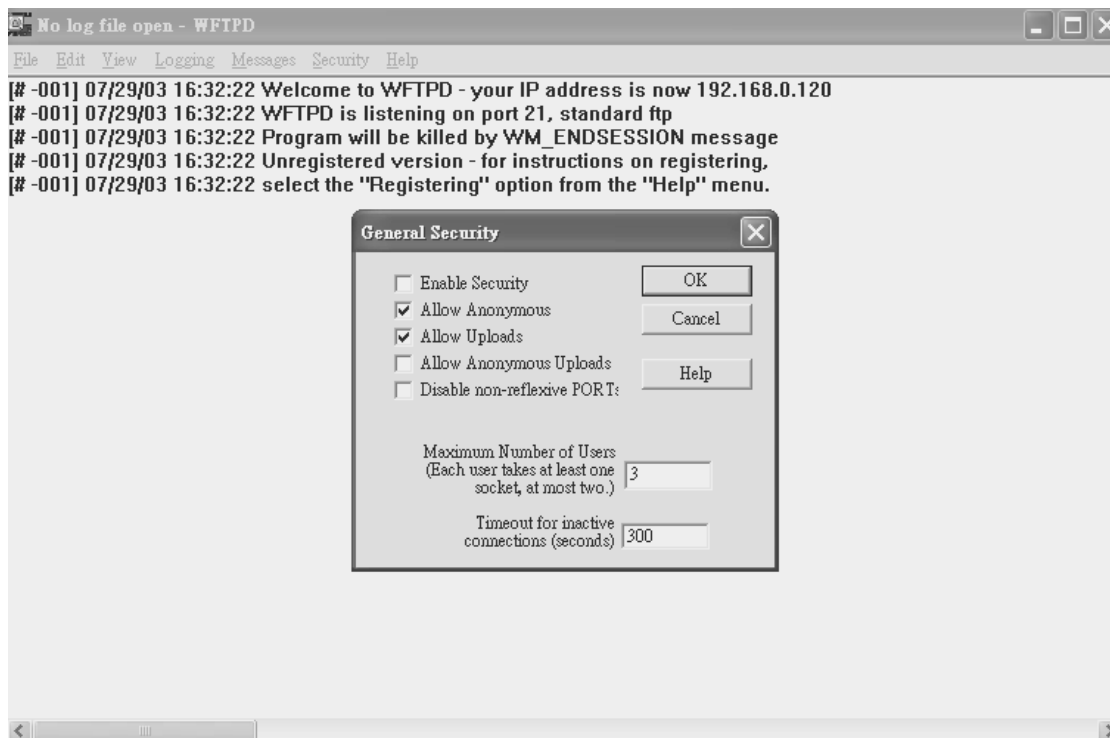 No log file open - WFTPD
File Edit View Logging Messages Security Help
[# -001] 07/29/03 16:32:22 Welcome to WFTPD - your IP address is now 192.168.0.120
[# -001] 07/29/03 16:32:22 WFTPD is listening on port 21, standard ftp
[# -001] 07/29/03 16:32:22 Program will be killed by WM_ENDSESSION message
[# -001] 07/29/03 16:32:22 Unregistered version - for instructions on registering,
[# -001] 07/29/03 16:32:22 select the "Registering" option from the "Help" menu.
General Security
Enable Security
OK
Allow Anonymous
Cancel
Allow Uploads
Allow Anonymous Uploads
Help
Disable non-reflexive PORTs
Maximum Number of Users
(Each user takes at least one
socket, at most two.)
3
Timeout for inactive
connections (seconds)
300